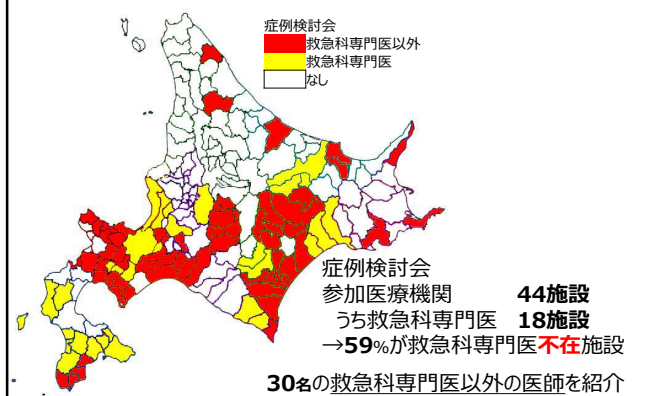 症例検討会
救急科専門医以外
救急科専門医
なし
症例検討会
参加医療機関 44施設
うち救急科専門医 18施設
→59%が救急科専門医不在施設
30名の救急科専門医以外の医師を紹介